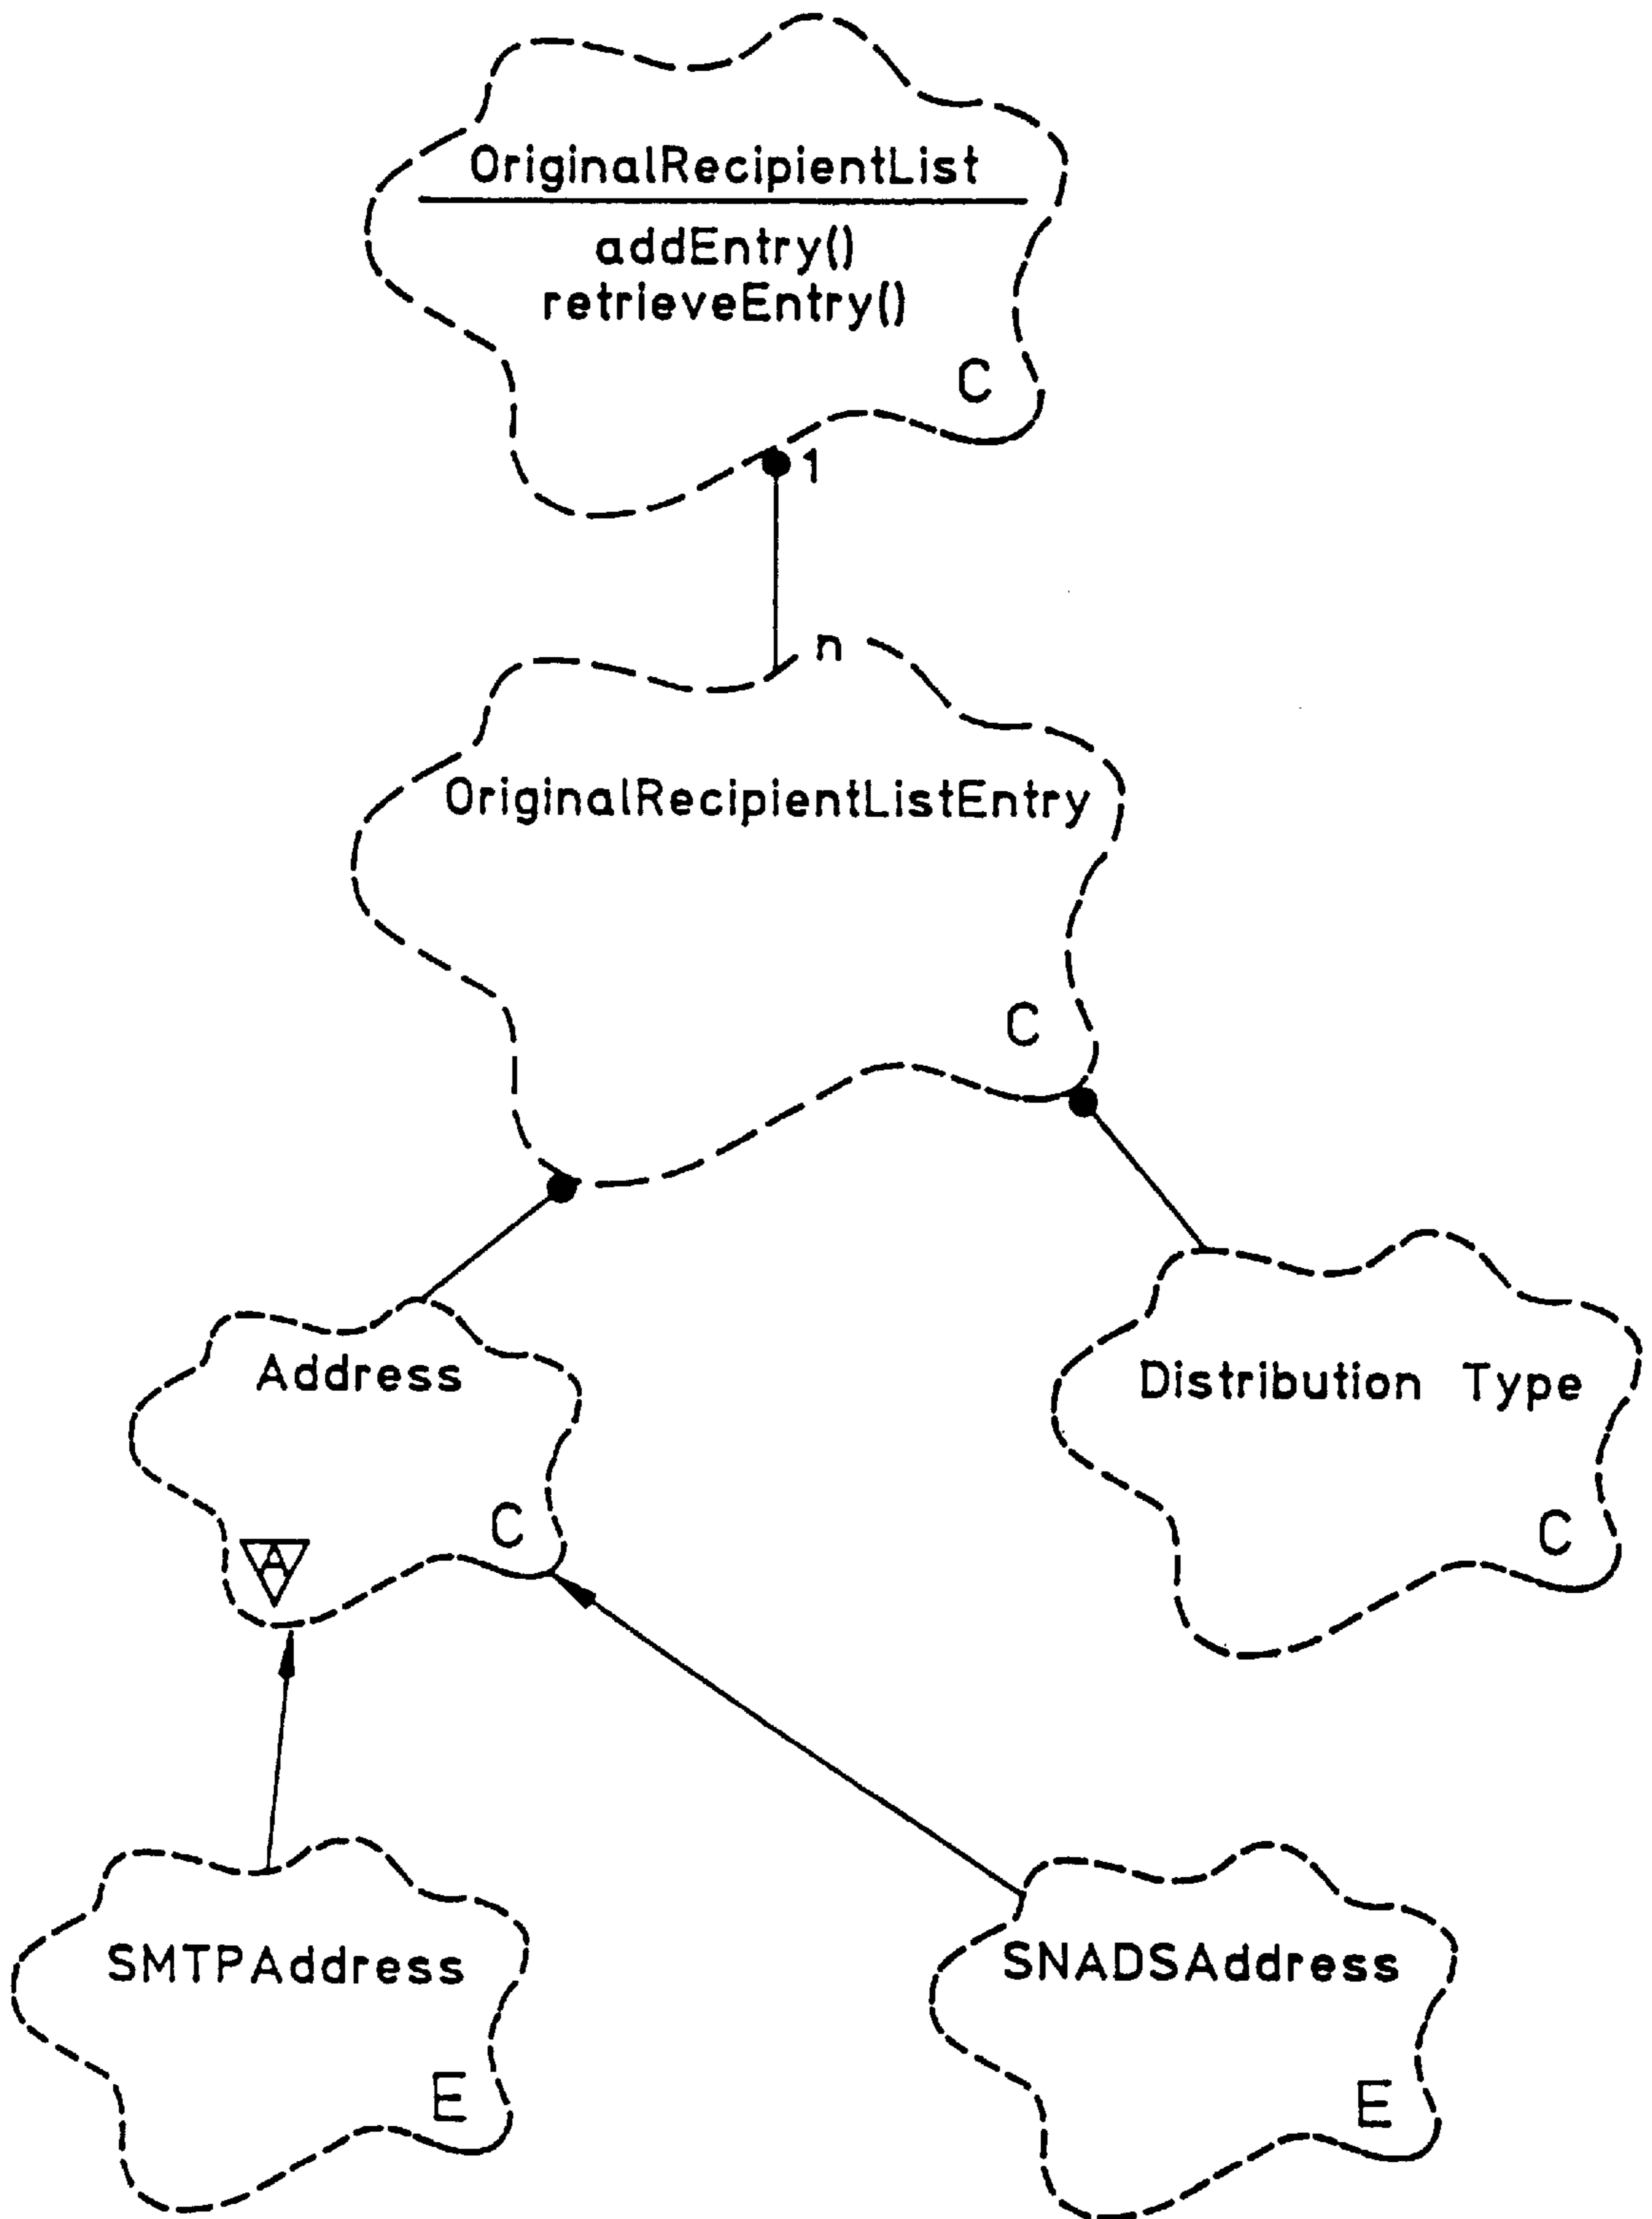 OriginalRecipientList
addEntry()
retrieveEntry()
C
1
n
OriginalRecipientListEntry
C
Address
C
A
Distribution Type
C
SMTPAddress
E
SNADSAddress
E